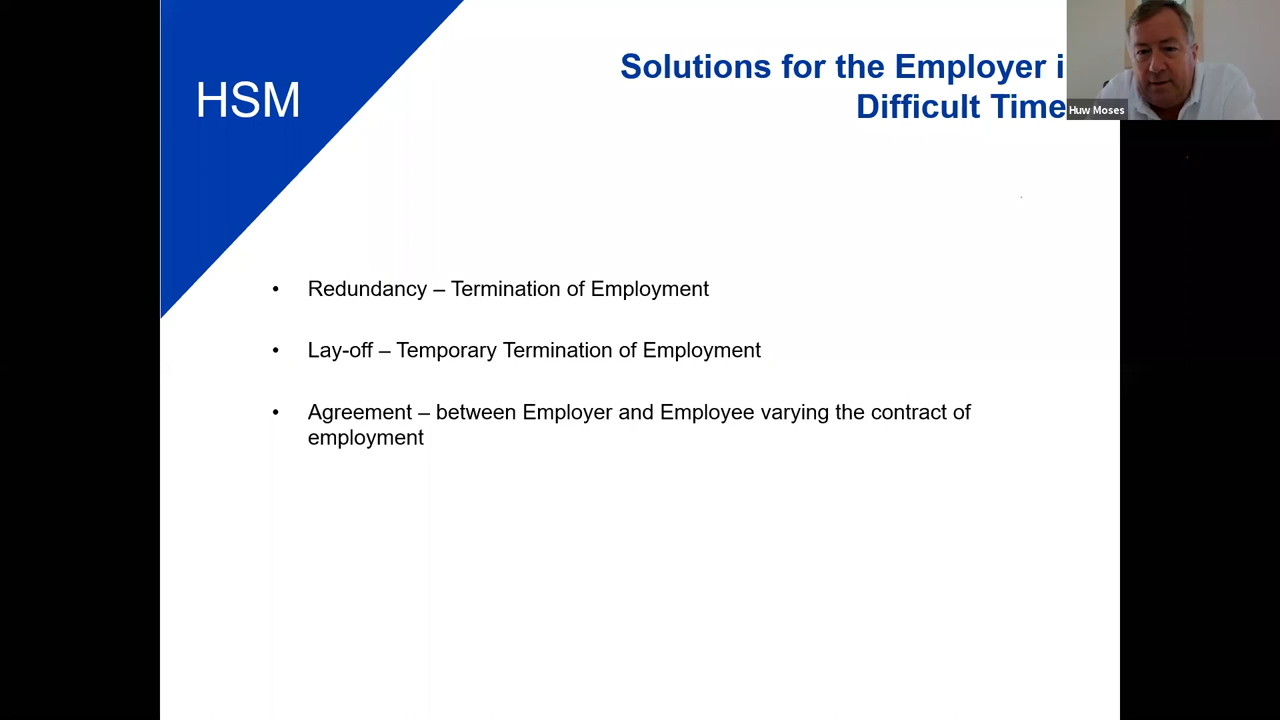 HSM
Solutions for the Employer i
Difficult Time
Huw Moses
• Redundancy – Termination of Employment
• Lay-off – Temporary Termination of Employment
• Agreement – between Employer and Employee varying the contract of
employment